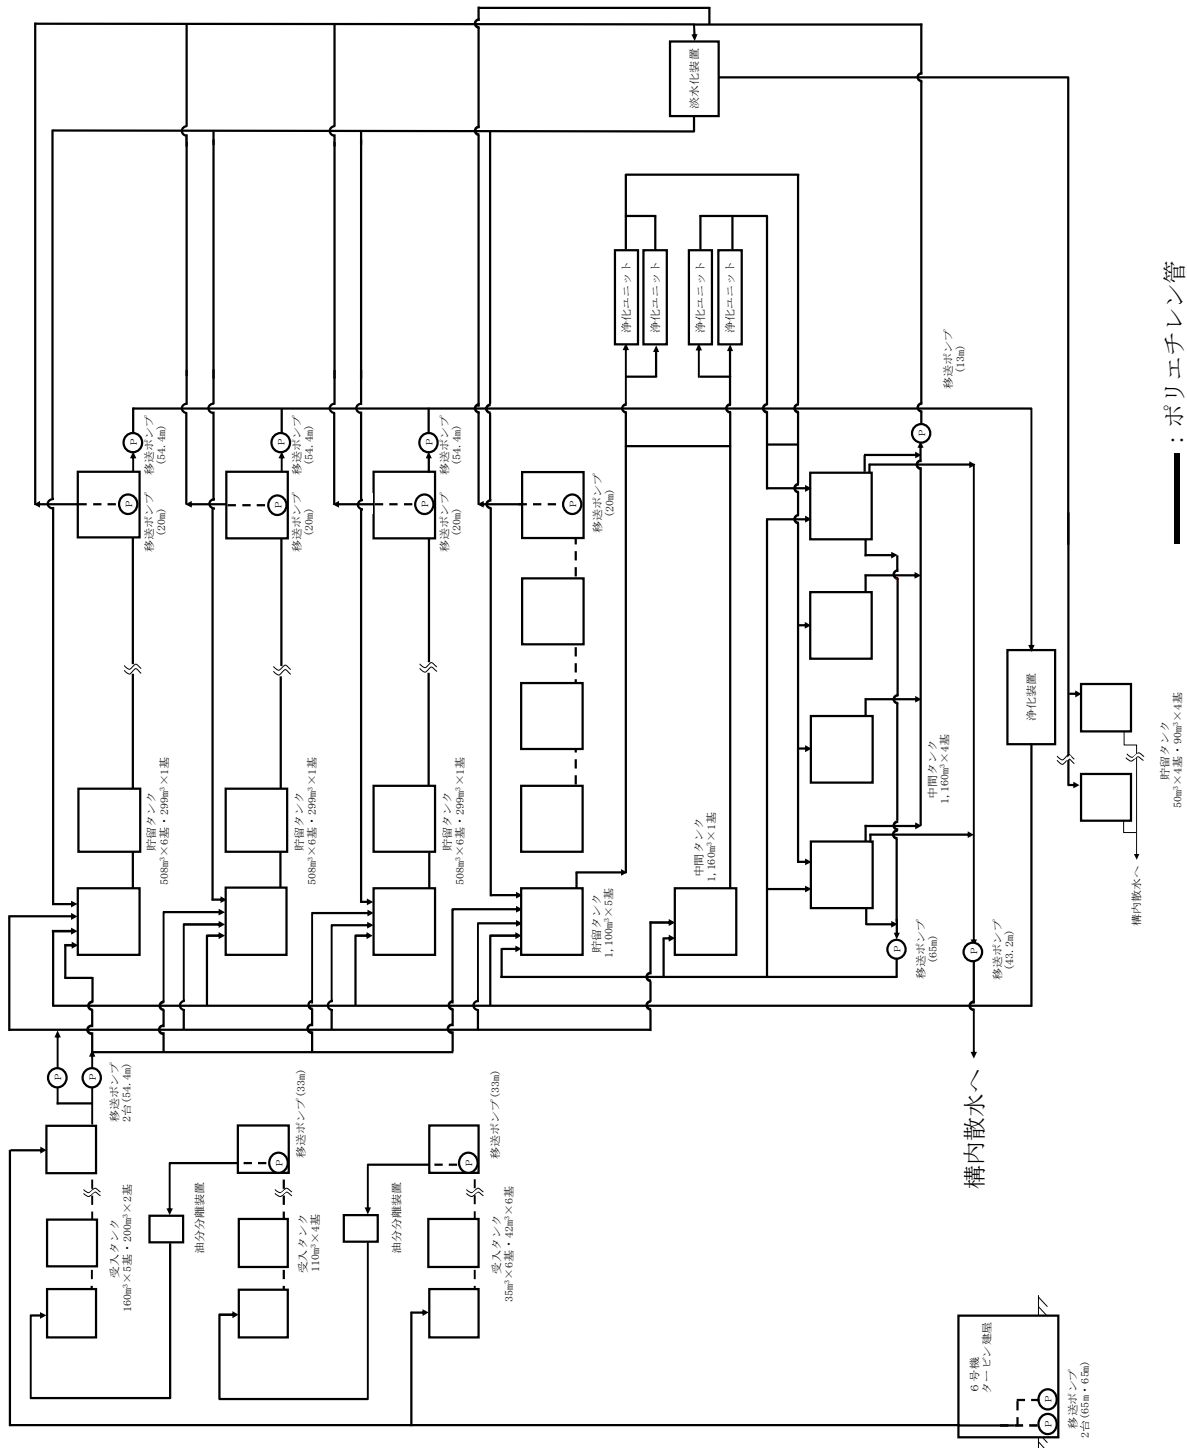 移送ポンプ
2台(54.4m)
P
P
受入タンク
160m³×5基・200m³×2基
油分分離装置
移送ポンプ(33m)
P
受入タンク
110m³×4基
油分分離装置
移送ポンプ(33m)
P
受入タンク
35m³×6基・42m³×6基
6号機
タービン建屋
P
P
移送ポンプ
2台(65m・65m)
貯留タンク
508m³×6基・299m³×1基
P
移送ポンプ
(20m)
P
移送ポンプ
(54.4m)
貯留タンク
508m³×6基・299m³×1基
P
移送ポンプ
(20m)
P
移送ポンプ
(54.4m)
貯留タンク
508m³×6基・299m³×1基
P
移送ポンプ
(20m)
P
移送ポンプ
(54.4m)
貯留タンク
1,100m³×5基
P
移送ポンプ
(20m)
中間タンク
1,160m³×1基
浄化ユニット
浄化ユニット
浄化ユニット
浄化ユニット
淡水化装置
P
移送ポンプ
(65m)
中間タンク
1,160m³×4基
P
移送ポンプ
(13m)
構内散水へ
P
移送ポンプ
(43.2m)
浄化装置
構内散水へ
貯留タンク
50m³×4基・90m³×4基
：ポリエチレン管